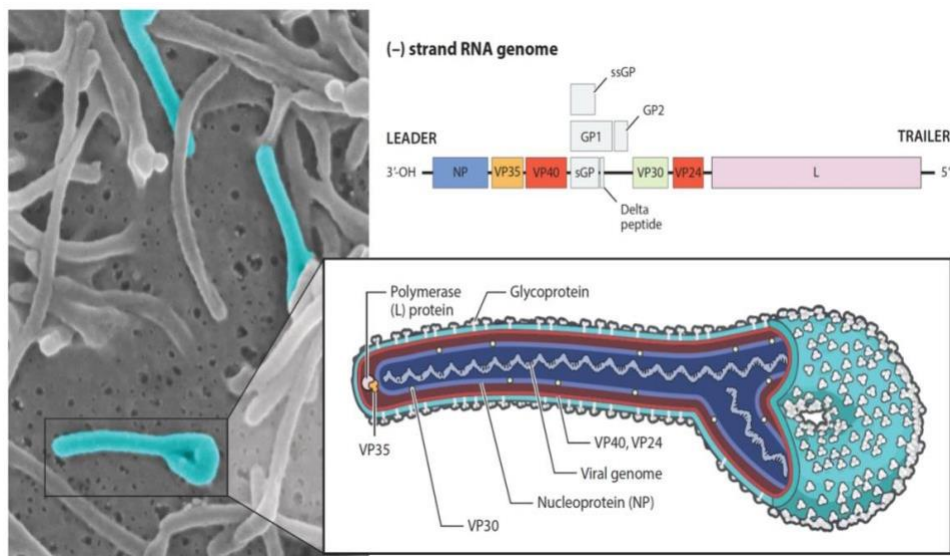 (–) strand RNA genome
ssGP
GP1
GP2
LEADER
TRAILER
3'-OH
NP
VP35
VP40
sGP
VP30
VP24
L
5'
Delta
peptide
Polymerase
(L) protein
Glycoprotein
VP35
VP40, VP24
Viral genome
Nucleoprotein (NP)
VP30